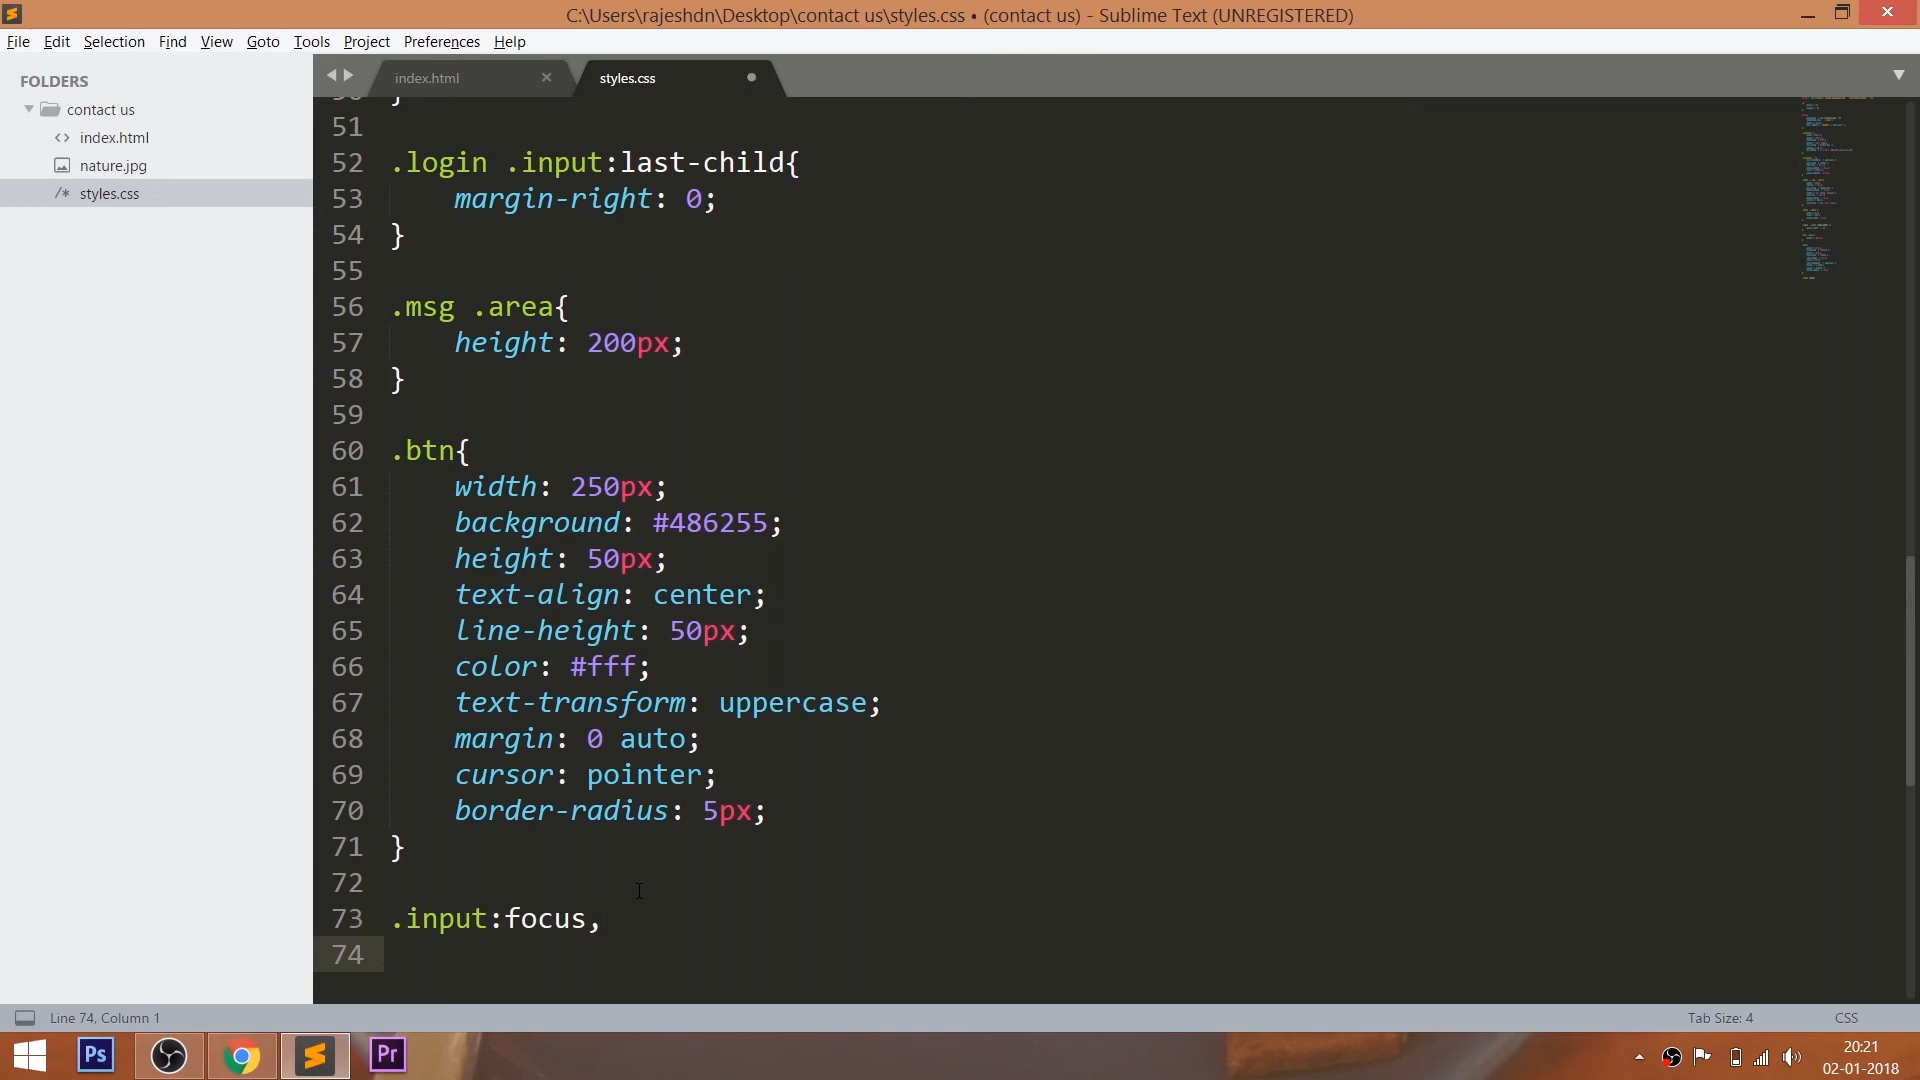 C:\Users\rajeshdn\Desktop\contact us\styles.css • (contact us) - Sublime Text (UNREGISTERED)
File Edit Selection Find View Goto Tools Project Preferences Help
FOLDERS
contact us
<> index.html
nature.jpg
/* styles.css
index.html × styles.css
}
51
52 .login .input:last-child{
53 margin-right: 0;
54 }
55
56 .msg .area{
57 height: 200px;
58 }
59
60 .btn{
61 width: 250px;
62 background: #486255;
63 height: 50px;
64 text-align: center;
65 line-height: 50px;
66 color: #fff;
67 text-transform: uppercase;
68 margin: 0 auto;
69 cursor: pointer;
70 border-radius: 5px;
71 }
72
73 .input:focus,
74
Line 74, Column 1
Tab Size: 4
CSS
Ps
Pr
20:21
02-01-2018